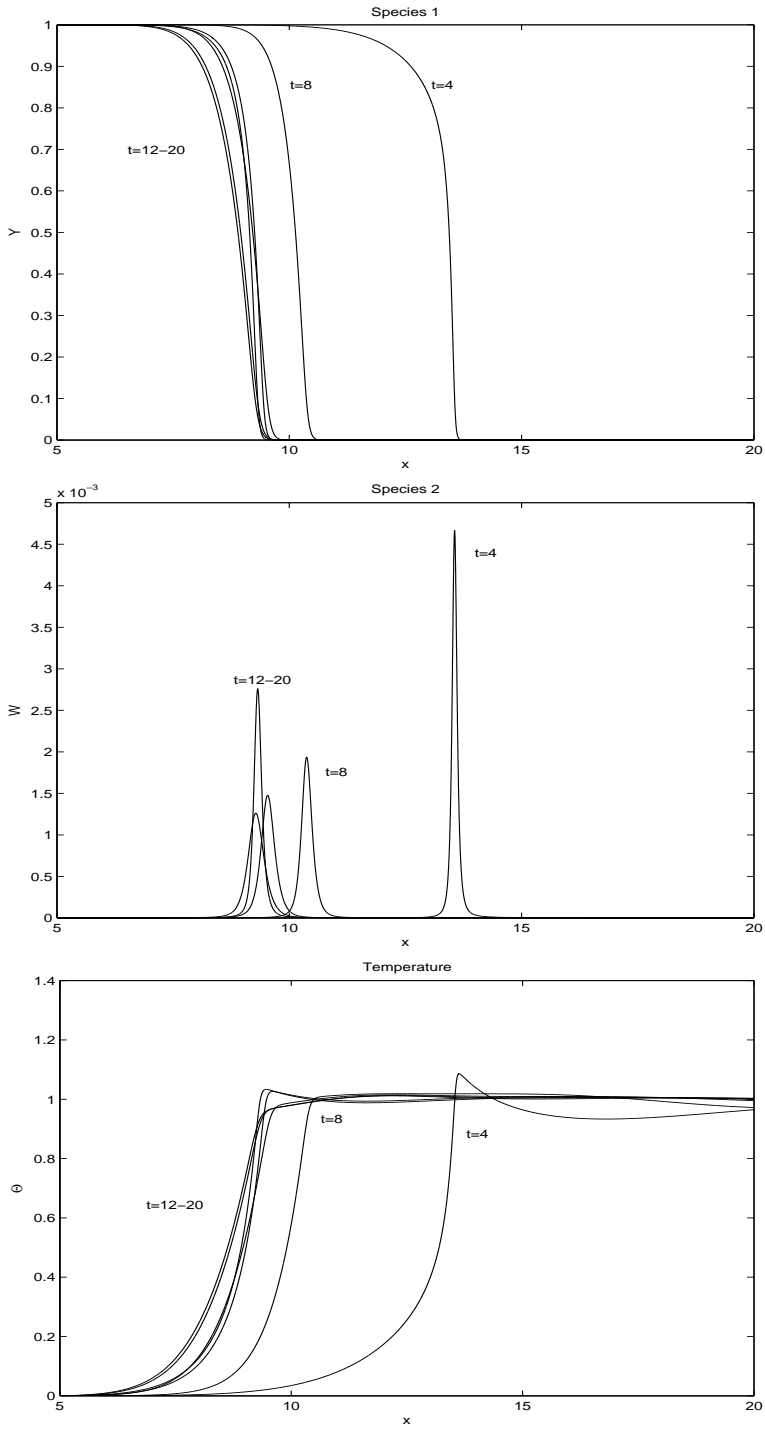 Species 1
1
0.9
0.8
0.7
0.6
0.5
0.4
0.3
0.2
0.1
0
Y
t=8
t=4
t=12−20
5
10
15
20
x
x 10⁻³
Species 2
5
4.5
4
3.5
3
2.5
2
1.5
1
0.5
0
W
t=4
t=12−20
t=8
5
10
15
20
x
Temperature
1.4
1.2
1
0.8
0.6
0.4
0.2
0
Θ
t=8
t=4
t=12−20
5
10
15
20
x